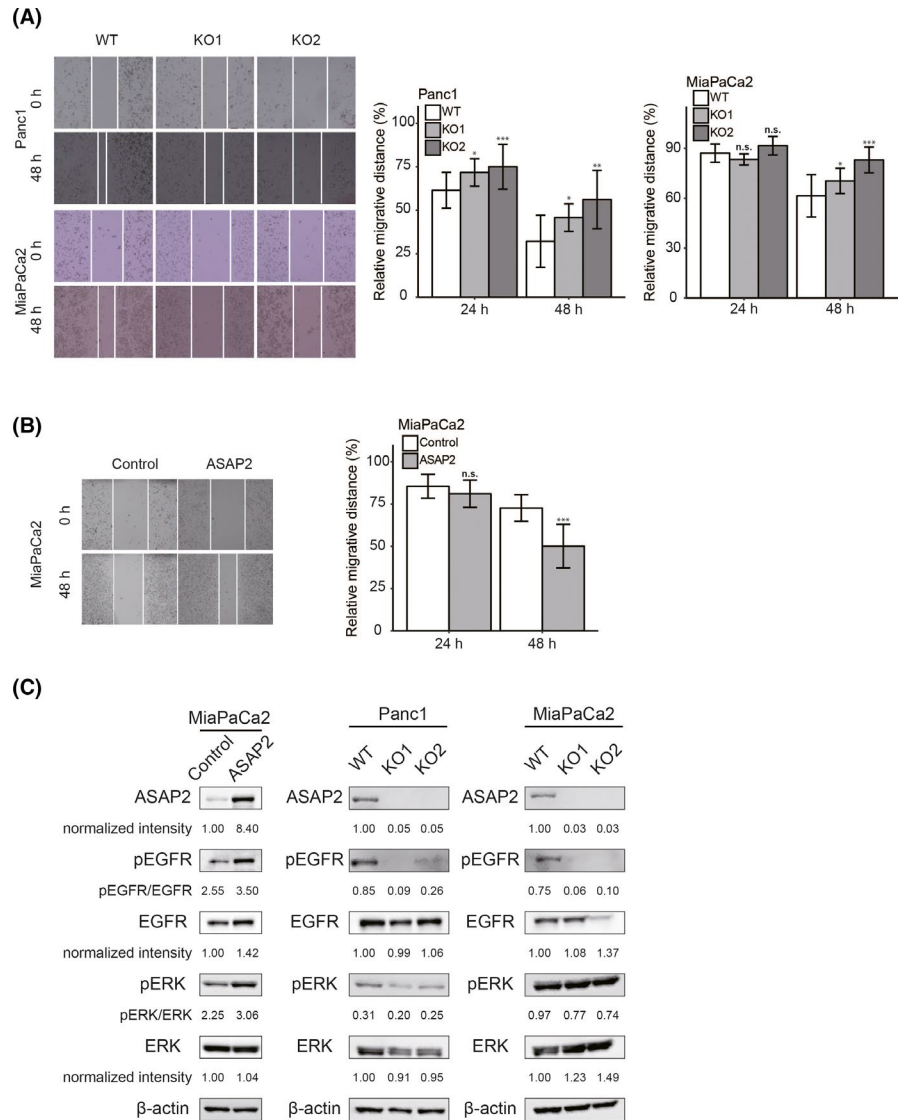 (A)
WT KO1 KO2
Panc1
0 h
48 h
MiaPaCa2
0 h
48 h
Relative migrative distance (%)
Panc1
WT
KO1
KO2
100
75
50
25
0
* *** * **
24 h 48 h
Relative migrative distance (%)
MiaPaCa2
WT
KO1
KO2
90
60
30
0
n.s. n.s. * ***
24 h 48 h
(B)
Control ASAP2
MiaPaCa2
0 h
48 h
Relative migrative distance (%)
MiaPaCa2
Control
ASAP2
100
75
50
25
0
n.s. ***
24 h 48 h
(C)
MiaPaCa2
Control ASAP2
ASAP2
normalized intensity 1.00 8.40
pEGFR
pEGFR/EGFR 2.55 3.50
EGFR
normalized intensity 1.00 1.42
pERK
pERK/ERK 2.25 3.06
ERK
normalized intensity 1.00 1.04
β-actin
Panc1
WT KO1 KO2
ASAP2
1.00 0.05 0.05
pEGFR
0.85 0.09 0.26
EGFR
1.00 0.99 1.06
pERK
0.31 0.20 0.25
ERK
1.00 0.91 0.95
β-actin
MiaPaCa2
WT KO1 KO2
ASAP2
1.00 0.03 0.03
pEGFR
0.75 0.06 0.10
EGFR
1.00 1.08 1.37
pERK
0.97 0.77 0.74
ERK
1.00 1.23 1.49
β-actin